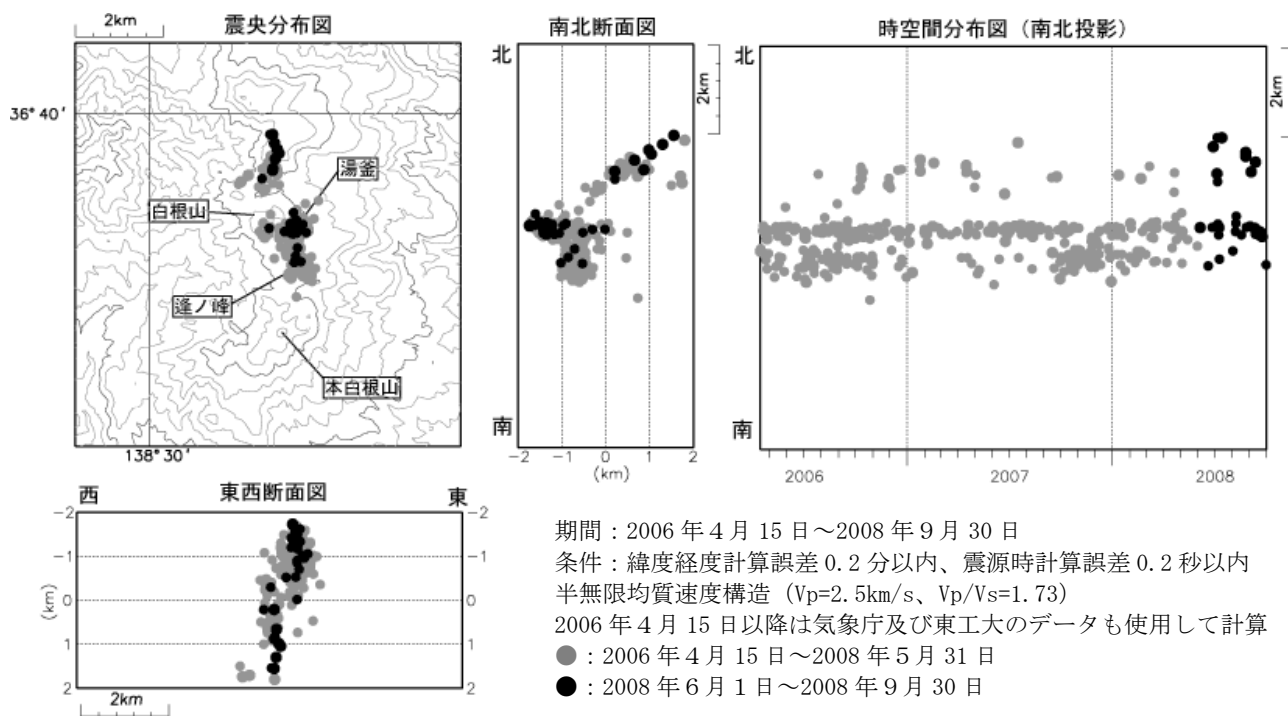 2km
震央分布図
36°40′
湯釜
白根山
逢ノ峰
本白根山
138°30′
南北断面図
北
2km
南
-2 -1 0 1 2
(km)
時空間分布図（南北投影）
北
2km
南
2006 2007 2008
東西断面図
西 東
-2 -2
-1 -1
0 0
1 1
2 2
(km)
2km
期間：2006年4月15日～2008年9月30日
条件：緯度経度計算誤差0.2分以内、震源時計算誤差0.2秒以内
半無限均質速度構造（Vp=2.5km/s、Vp/Vs=1.73）
2006年4月15日以降は気象庁及び東工大のデータも使用して計算
●：2006年4月15日～2008年5月31日
●：2008年6月1日～2008年9月30日